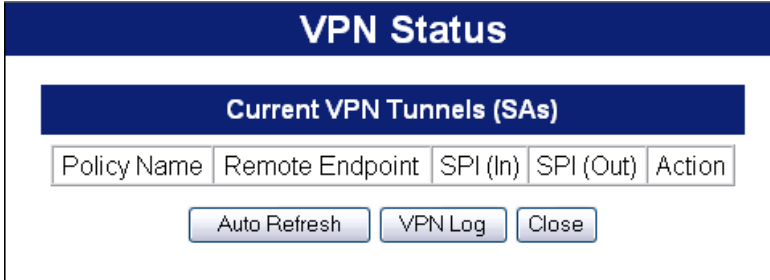 VPN Status
Current VPN Tunnels (SAs)
Policy Name Remote Endpoint SPI (In) SPI (Out) Action
Auto Refresh VPN Log Close